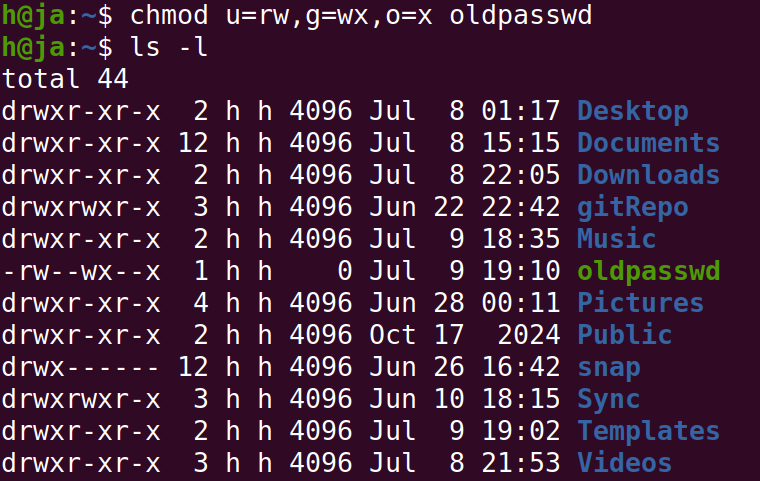 h@ja:~$ chmod u=rw,g=wx,o=x oldpasswd
h@ja:~$ ls -l
total 44
drwxr-xr-x  2 h h 4096 Jul  8 01:17 Desktop
drwxr-xr-x 12 h h 4096 Jul  8 15:15 Documents
drwxr-xr-x  2 h h 4096 Jul  8 22:05 Downloads
drwxrwxr-x  3 h h 4096 Jun 22 22:42 gitRepo
drwxr-xr-x  2 h h 4096 Jul  9 18:35 Music
-rw--wx--x  1 h h    0 Jul  9 19:10 oldpasswd
drwxr-xr-x  4 h h 4096 Jun 28 00:11 Pictures
drwxr-xr-x  2 h h 4096 Oct 17  2024 Public
drwx------ 12 h h 4096 Jun 26 16:42 snap
drwxrwxr-x  3 h h 4096 Jun 10 18:15 Sync
drwxr-xr-x  2 h h 4096 Jul  9 19:02 Templates
drwxr-xr-x  3 h h 4096 Jul  8 21:53 Videos